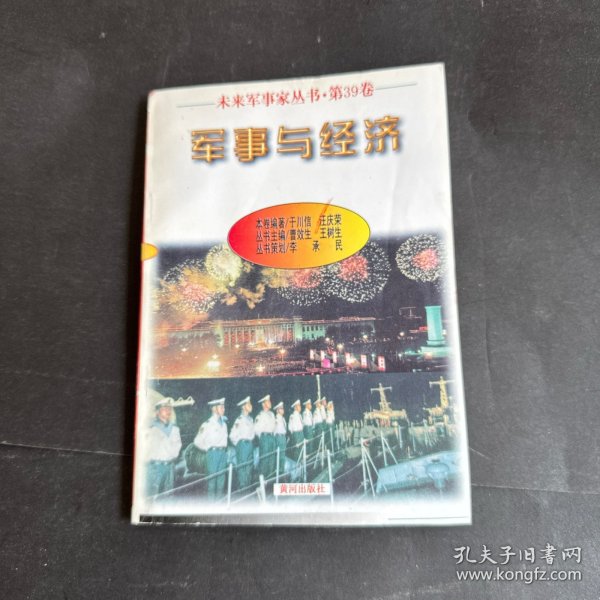 未来军事家丛书·第39卷
军事与经济
本卷编著/于川信 汪庆荣
丛书主编/曹效生 王树生
丛书策划/李承民
黄河出版社
孔夫子旧书网
www.kongfz.com